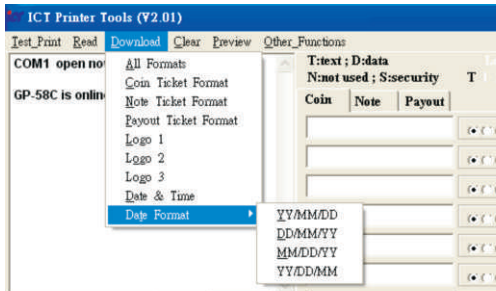 ICT Printer Tools (V2.01)
Test_Print Read Download Clear Preview Other_Functions
COM1 open
GP-58C is online
All Formats
Coin Ticket Format
Note Ticket Format
Payout Ticket Format
Logo 1
Logo 2
Logo 3
Date & Time
Date Format
YY/MM/DD
DD/MM/YY
MM/DD/YY
YY/DD/MM
T:text ; D:data
N:not used ; S:security T
Coin Note Payout